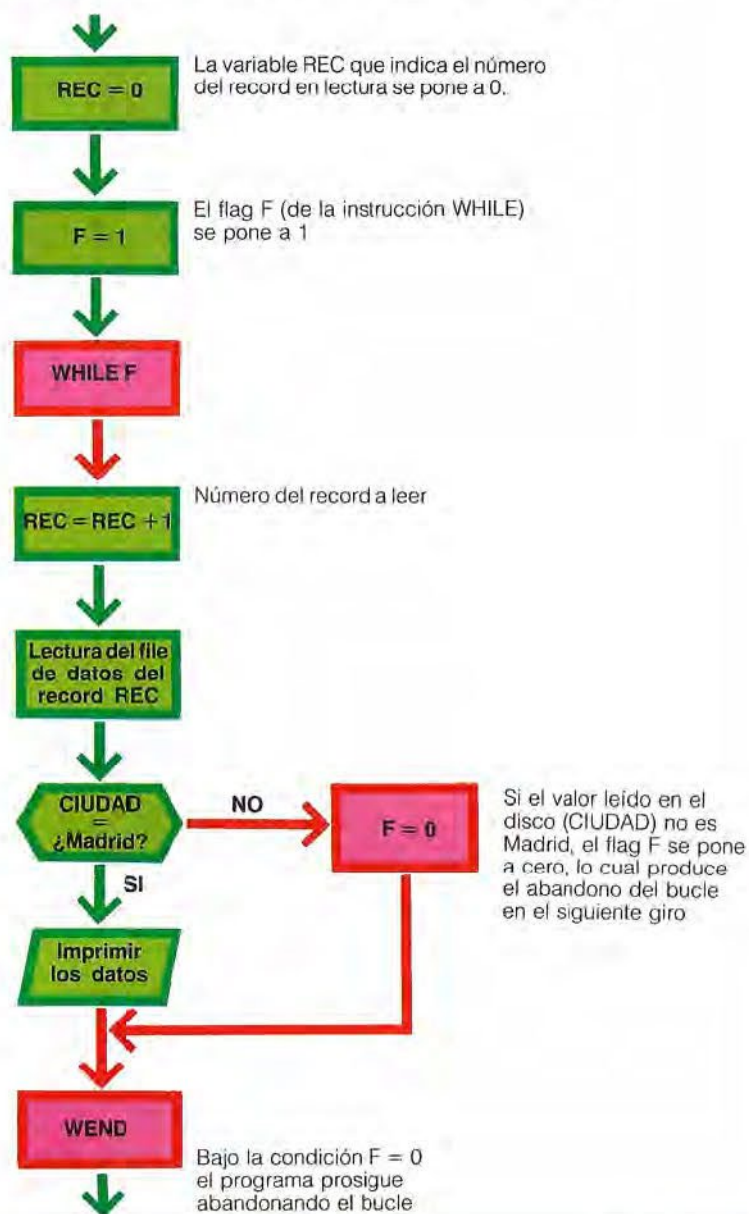 REC = 0
La variable REC que indica el número
del record en lectura se pone a 0.
F = 1
El flag F (de la instrucción WHILE)
se pone a 1
WHILE F
REC = REC + 1
Número del record a leer
Lectura del file
de datos del
record REC
CIUDAD
=
¿Madrid?
NO
F = 0
Si el valor leído en el
disco (CIUDAD) no es
Madrid, el flag F se pone
a cero, lo cual produce
el abandono del bucle
en el siguiente giro
SI
Imprimir
los datos
WEND
Bajo la condición F = 0
el programa prosigue
abandonando el bucle